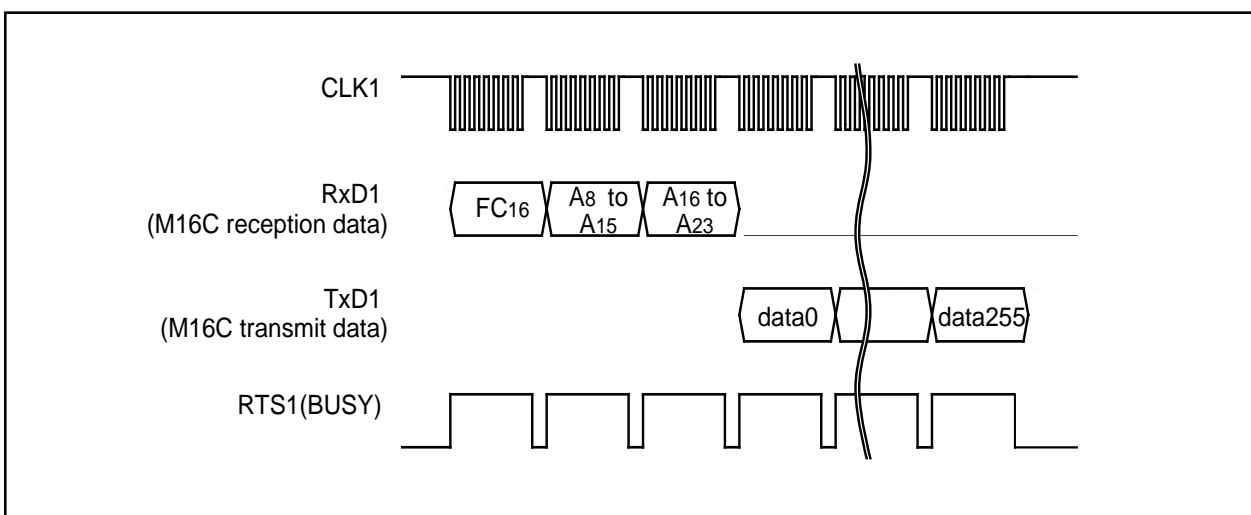 CLK1
RxD1
(M16C reception data)
FC16
A8 to
A15
A16 to
A23
TxD1
(M16C transmit data)
data0
data255
RTS1(BUSY)